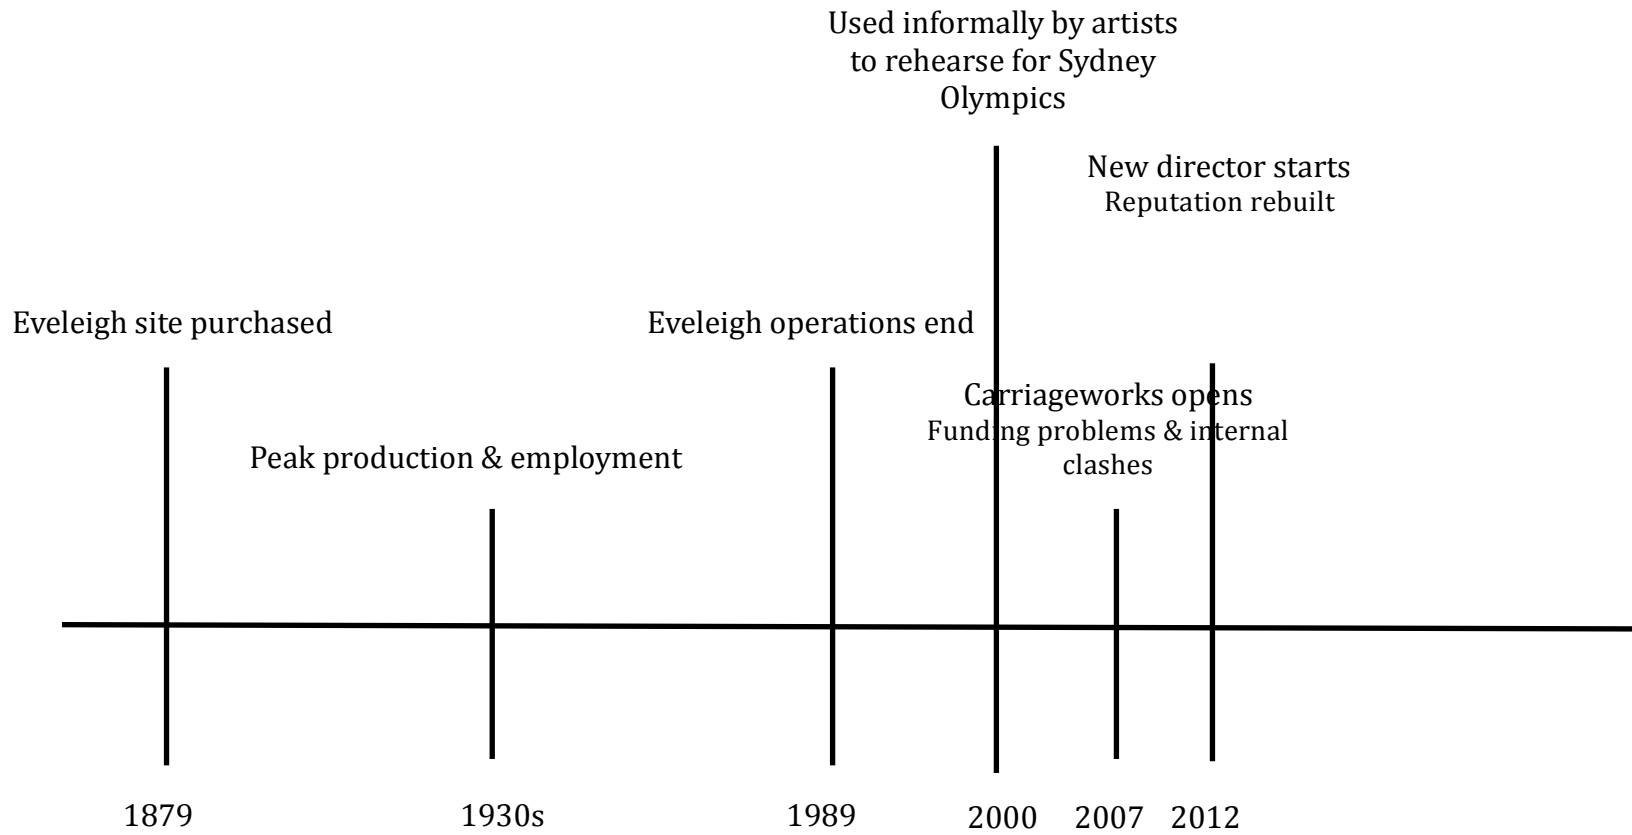 Used informally by artists
to rehearse for Sydney
Olympics
New director starts
Reputation rebuilt
Eveleigh site purchased
Eveleigh operations end
Carriageworks opens
Funding problems & internal
clashes
Peak production & employment
1879
1930s
1989
2000
2007
2012